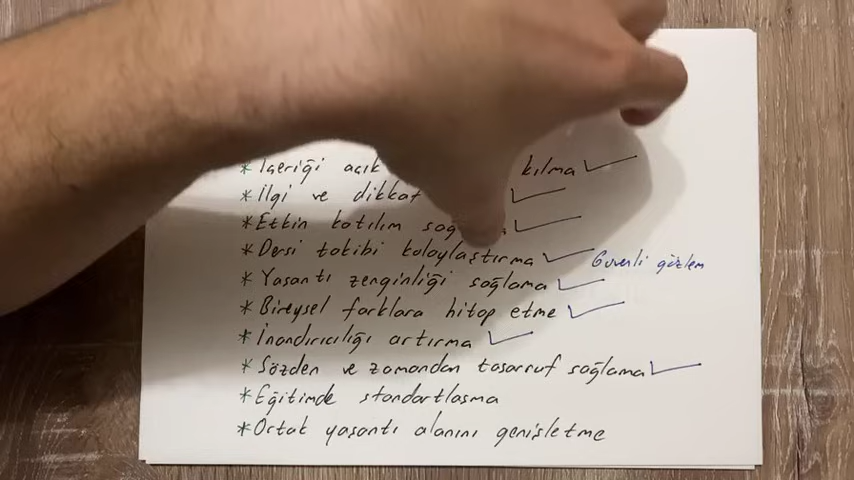 * İçeriği açık kılma
* İlgi ve dikkat
* Etkin katılım
* Dersi takibi kolaylaştırma Güvenli gözlem
* Yaşantı zenginliği sağlama
* Bireysel farklara hitap etme
* İnandırıcılığı artırma
* Sözden ve zamandan tasarruf sağlama
* Eğitimde standartlaşma
* Ortak yaşantı alanını genişletme